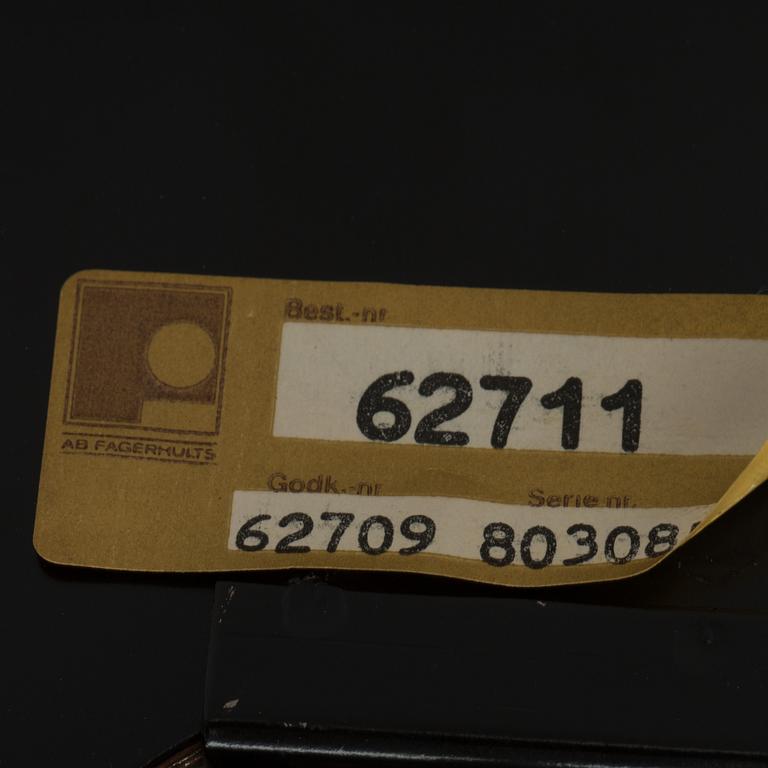 Best.-nr
62711
AB FAGERHULTS
Godk.-nr Serie nr.
62709 80308